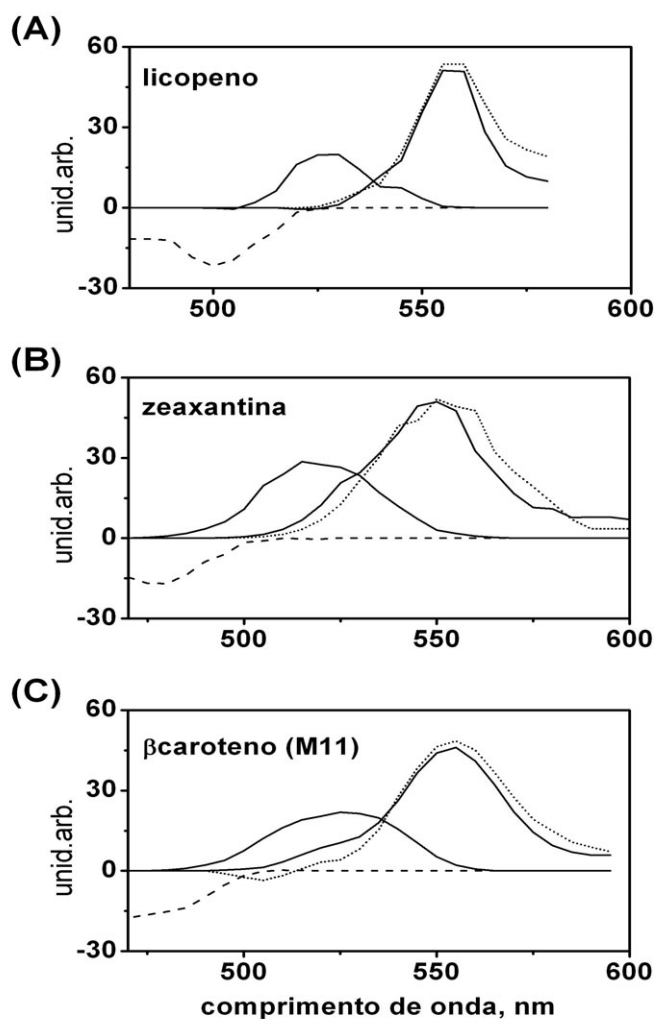 (A)
60
licopeno
30
0
-30
unid.arb.
500
550
600
(B)
60
zeaxantina
30
0
-30
unid.arb.
500
550
600
(C)
60
βcaroteno (M11)
30
0
-30
unid.arb.
500
550
600
comprimento de onda, nm